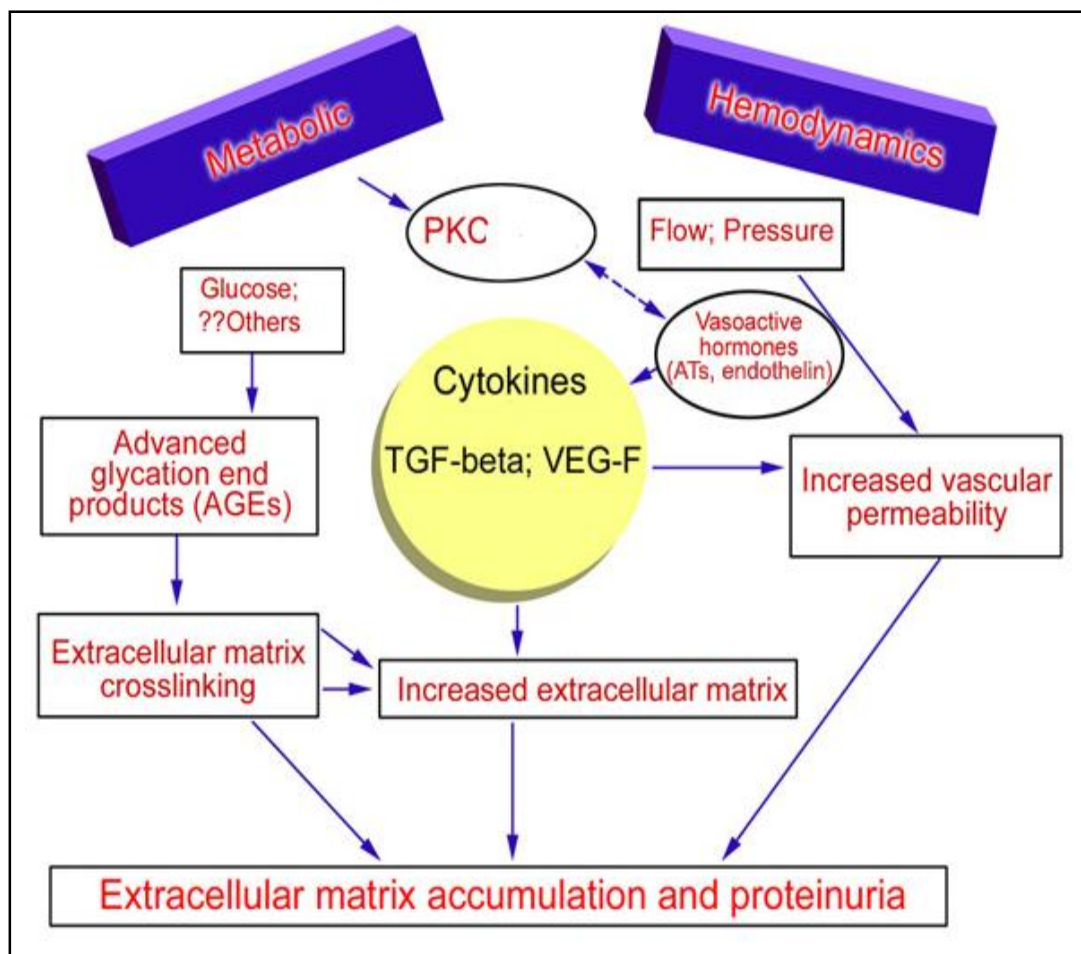 Metabolic
Hemodynamics
PKC
Flow; Pressure
Glucose;
??Others
Vasoactive
hormones
(ATs, endothelin)
Cytokines
TGF-beta; VEG-F
Advanced
glycation end
products (AGEs)
Increased vascular
permeability
Extracellular matrix
crosslinking
Increased extracellular matrix
Extracellular matrix accumulation and proteinuria